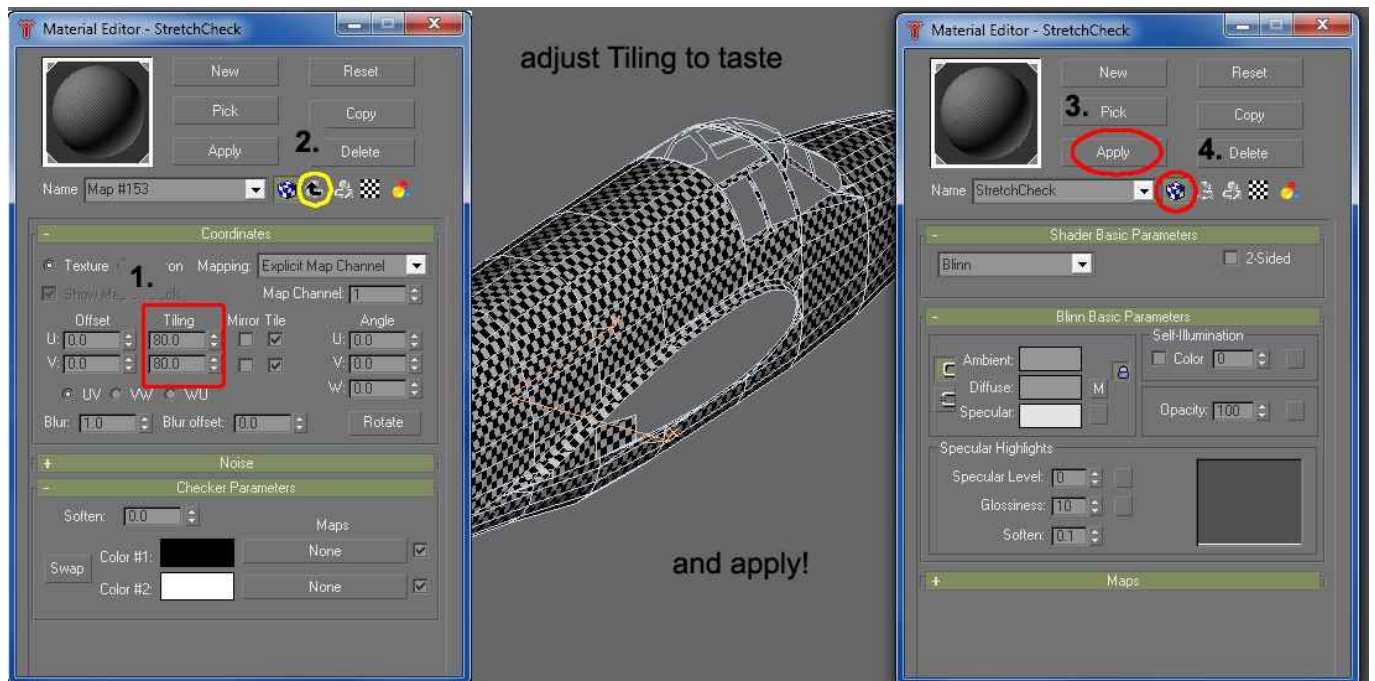 Material Editor - StretchCheck
New Reset
Pick Copy
2.
Apply Delete
Name Map #153
- Coordinates
Texture on Mapping: Explicit Map Channel
1.
Map Channel: 1
Offset Tiling Mirror Tile Angle
U: 0.0 80.0 U: 0.0
V: 0.0 80.0 V: 0.0
UV VW WU W: 0.0
Blur: 1.0 Blur offset: 0.0 Rotate
+ Noise
- Checker Parameters
Soften: 0.0
Maps
Color #1: None
Swap
Color #2: None
adjust Tiling to taste
and apply!
Material Editor - StretchCheck
New Reset
3. Pick Copy
Apply 4. Delete
Name StretchCheck
- Shader Basic Parameters
Blinn 2-Sided
- Blinn Basic Parameters
Self-Illumination
Ambient: Color 0
Diffuse: M
Specular: Opacity: 100
Specular Highlights
Specular Level: 0
Glossiness: 10
Soften: 0.1
+ Maps